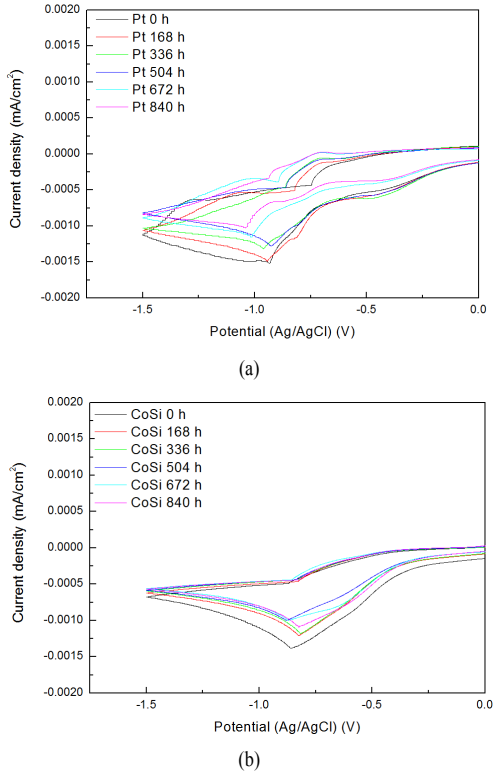 0.0020
0.0015
0.0010
0.0005
0.0000
-0.0005
-0.0010
-0.0015
-0.0020
Current density (mA/cm²)
Pt 0 h
Pt 168 h
Pt 336 h
Pt 504 h
Pt 672 h
Pt 840 h
-1.5 -1.0 -0.5 0.0
Potential (Ag/AgCl) (V)
(a)
0.0020
0.0015
0.0010
0.0005
0.0000
-0.0005
-0.0010
-0.0015
-0.0020
Current density (mA/cm²)
CoSi 0 h
CoSi 168 h
CoSi 336 h
CoSi 504 h
CoSi 672 h
CoSi 840 h
-1.5 -1.0 -0.5 0.0
Potential (Ag/AgCl) (V)
(b)